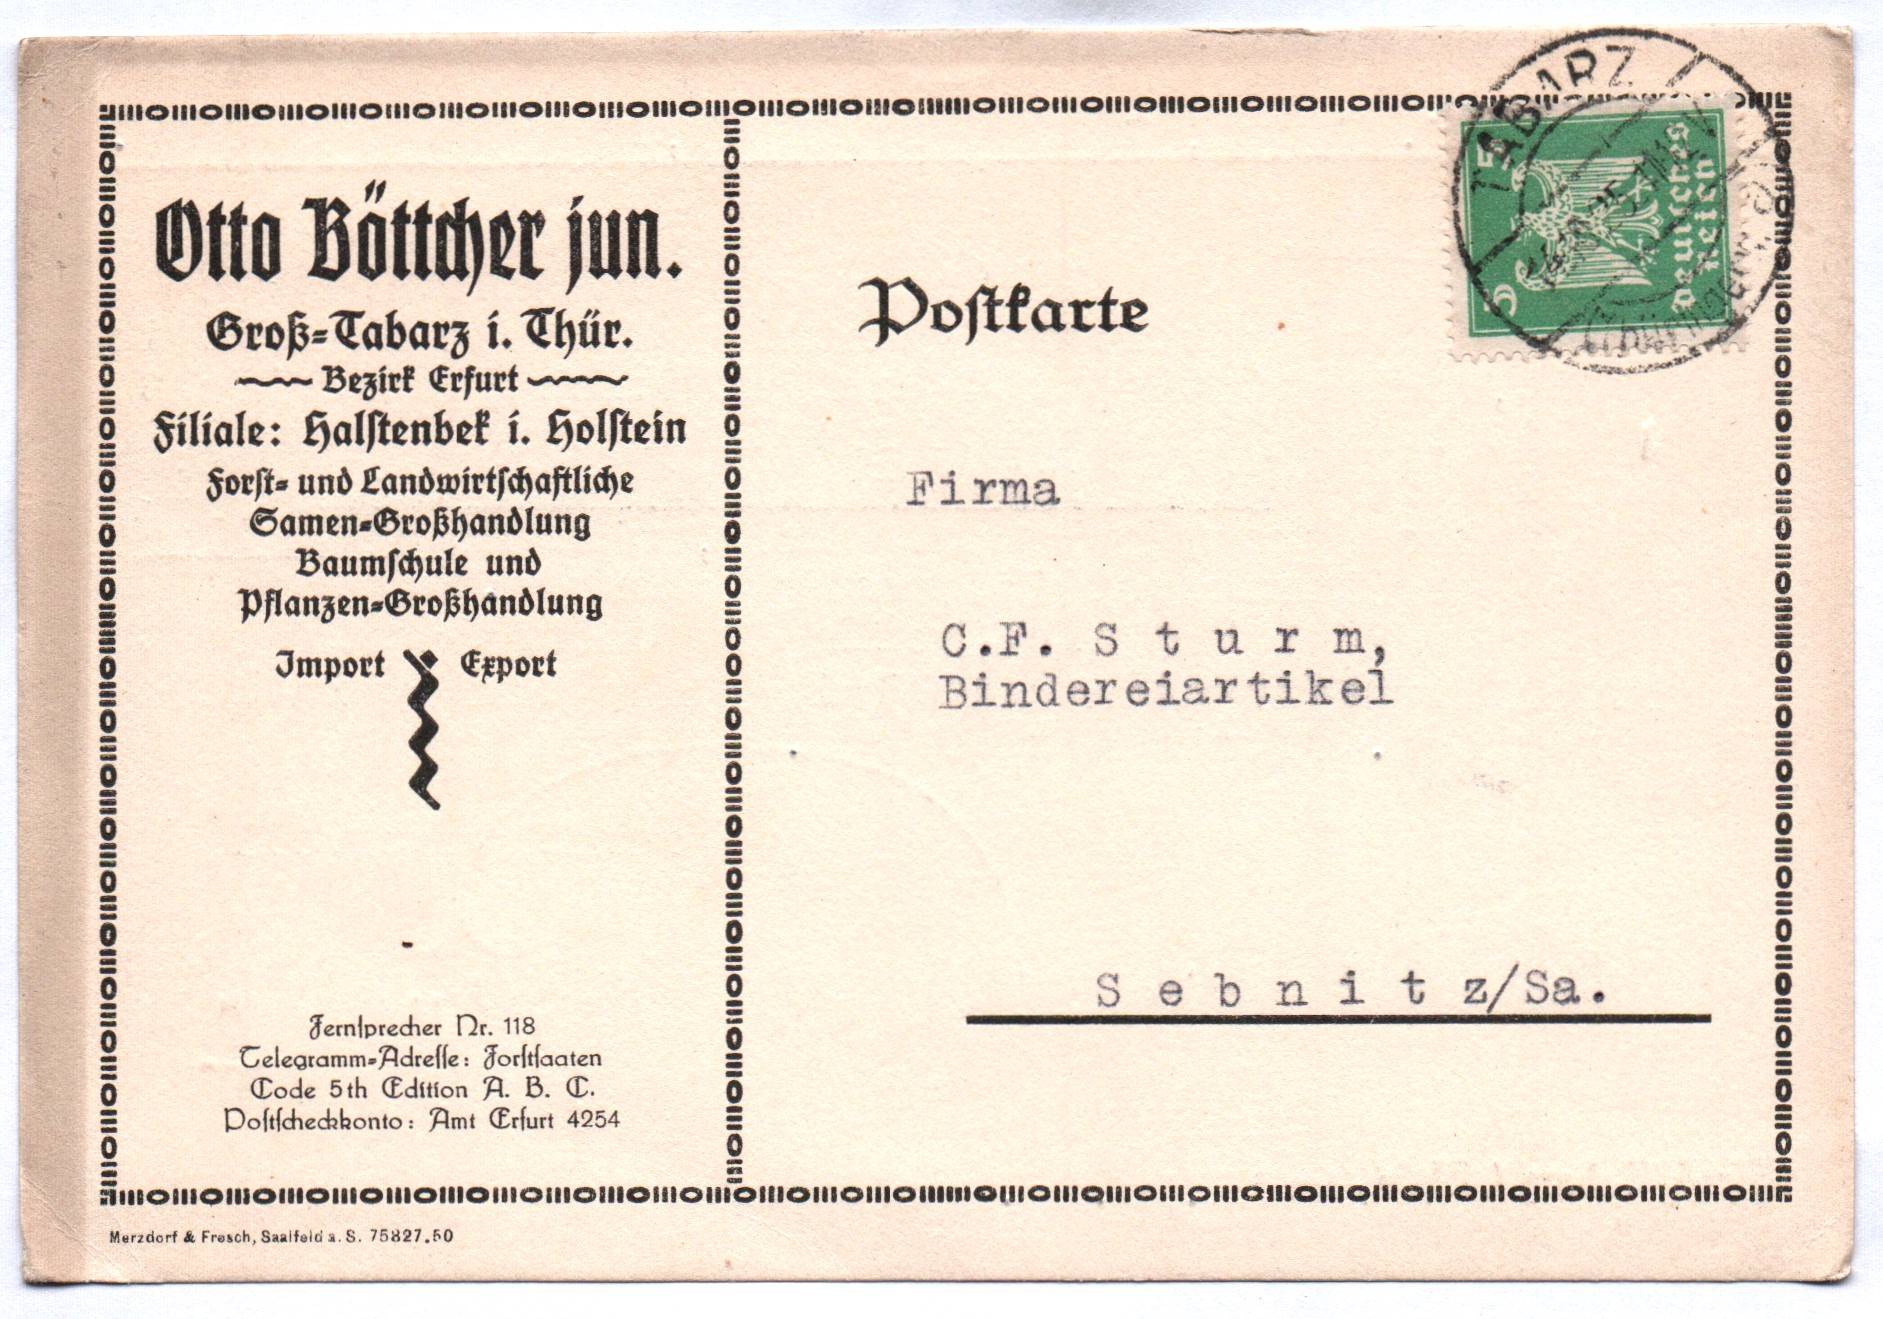 Otto Böttcher jun.
Groß-Tabarz i. Thür.
Bezirk Erfurt
Filiale: Halstenbek i. Holstein
Forst- und Landwirtschaftliche
Samen-Großhandlung
Baumschule und
Pflanzen-Großhandlung
Import Export
Fernsprecher Nr. 118
Telegramm-Adresse: Forstsaaten
Code 5th Edition A. B. C.
Postscheckkonto: Amt Erfurt 4254
Merzdorf & Fresch, Saalfeld a. S. 75827.50
Postkarte
TABARZ
5 5
Deutsches
Reich
Firma
C.F. Sturm,
Bindereiartikel
Sebnitz/Sa.